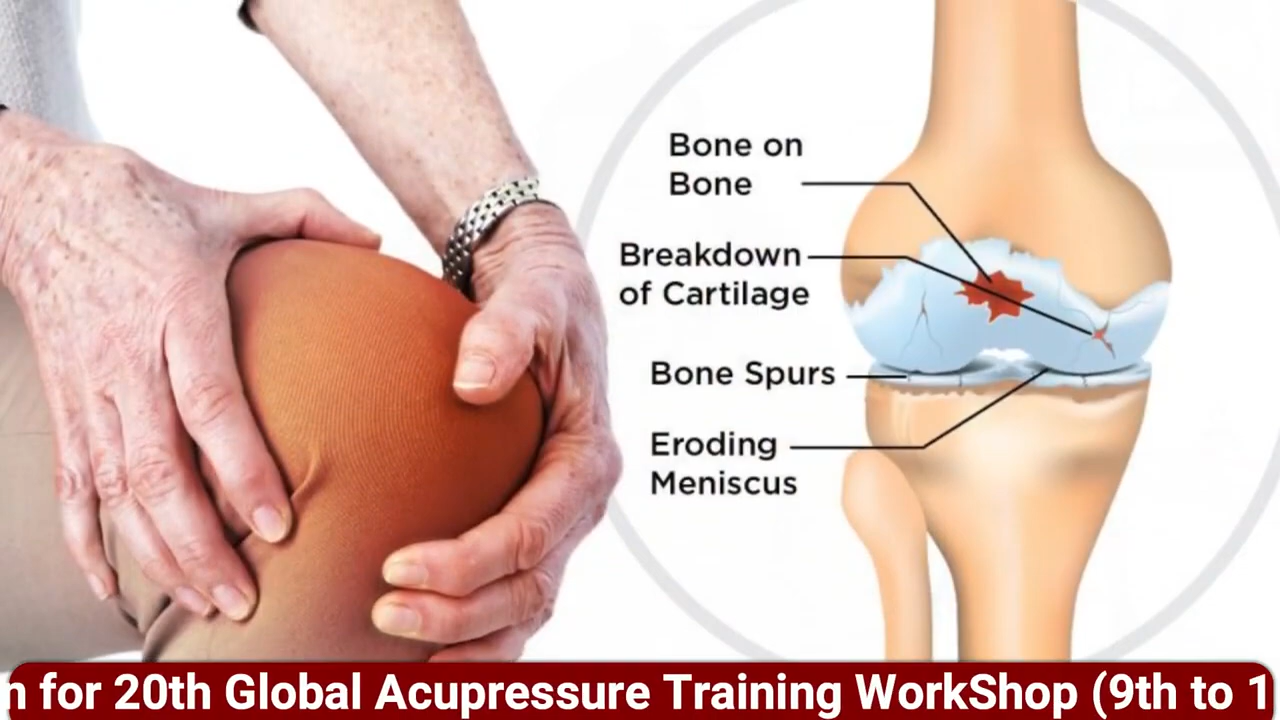 Bone on
Bone
Breakdown
of Cartilage
Bone Spurs
Eroding
Meniscus
n for 20th Global Acupressure Training WorkShop (9th to 1